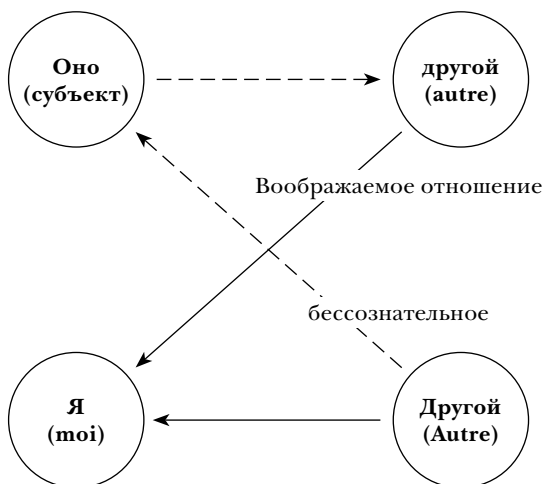 Оно
(субъект)
другой
(autre)
Воображаемое отношение
бессознательное
Я
(moi)
Другой
(Autre)